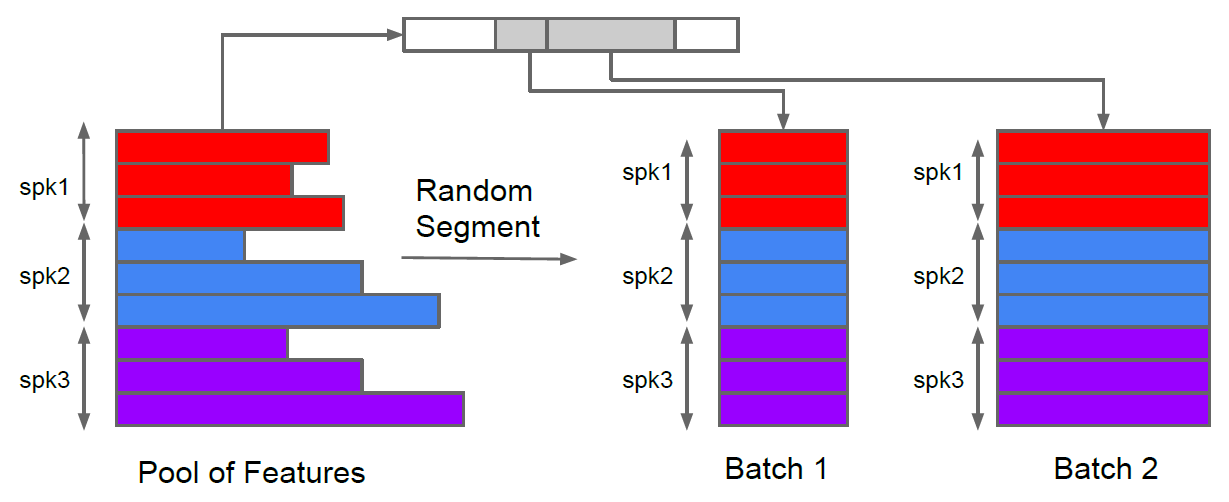 spk1
spk2
spk3
Pool of Features
Random
Segment
spk1
spk2
spk3
Batch 1
spk1
spk2
spk3
Batch 2